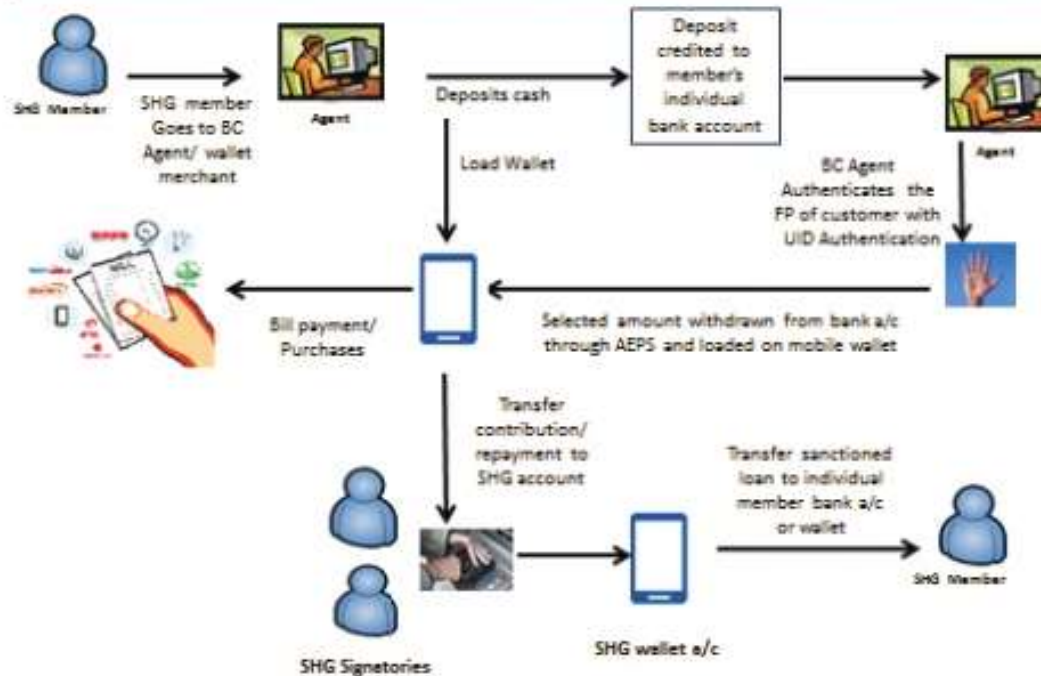 SHG Member
SHG member
Goes to BC
Agent/ wallet
merchant
Agent
Deposits cash
Load Wallet
Deposit
credited to
member's
individual
bank account
Agent
BC Agent
Authenticates the
FP of customer with
UID Authentication
BILL
Bill payment/
Purchases
Selected amount withdrawn from bank a/c
through AEPS and loaded on mobile wallet
Transfer
contribution/
repayment to
SHG account
Transfer sanctioned
loan to individual
member bank a/c
or wallet
SHG Member
SHG wallet a/c
SHG Signetories